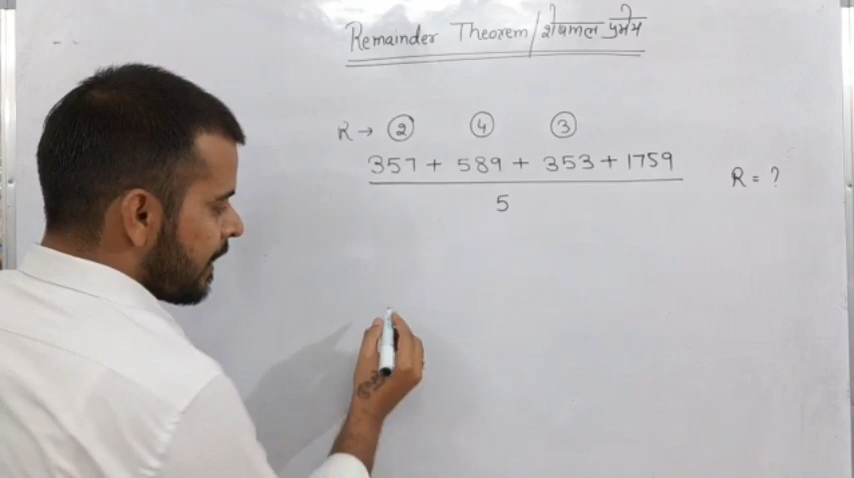 Remainder Theorem/शेषफल प्रमेय
R → 2 4 3
357 + 589 + 353 + 1759
5
R = ?